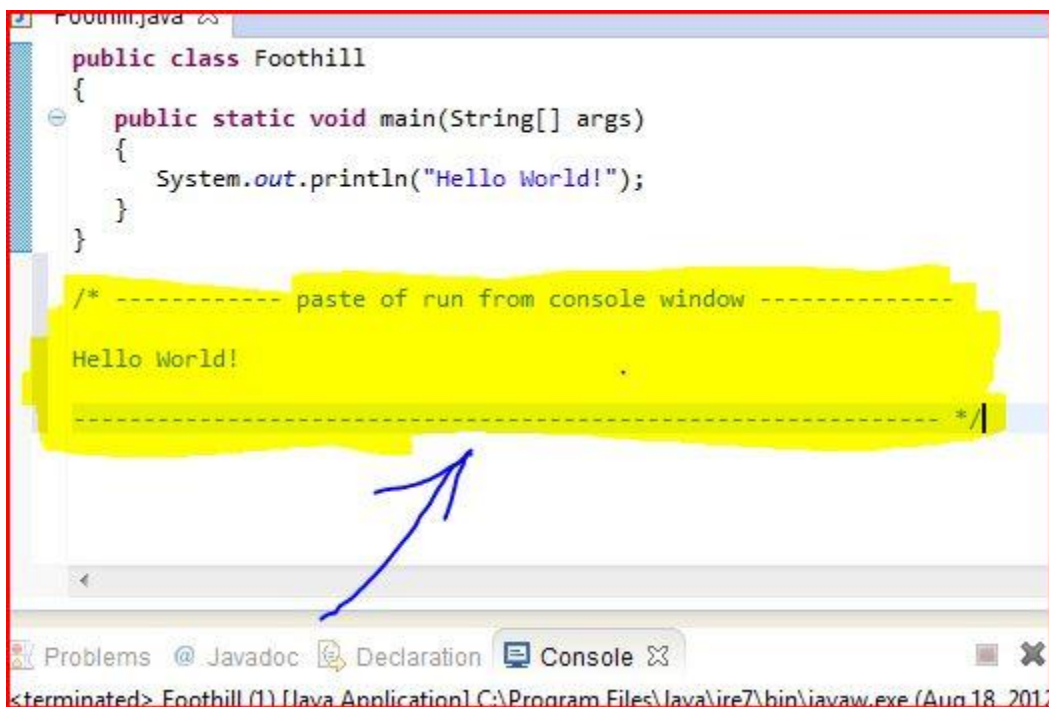 Foothill.java
public class Foothill
{
public static void main(String[] args)
{
System.out.println("Hello World!");
}
}
/* ------------ paste of run from console window --------------
Hello World!
--------------------------------------------------------------- */
Problems @ Javadoc Declaration Console
<terminated> Foothill (1) [Java Application] C:\Program Files\Java\jre7\bin\javaw.exe (Aug 18, 2012